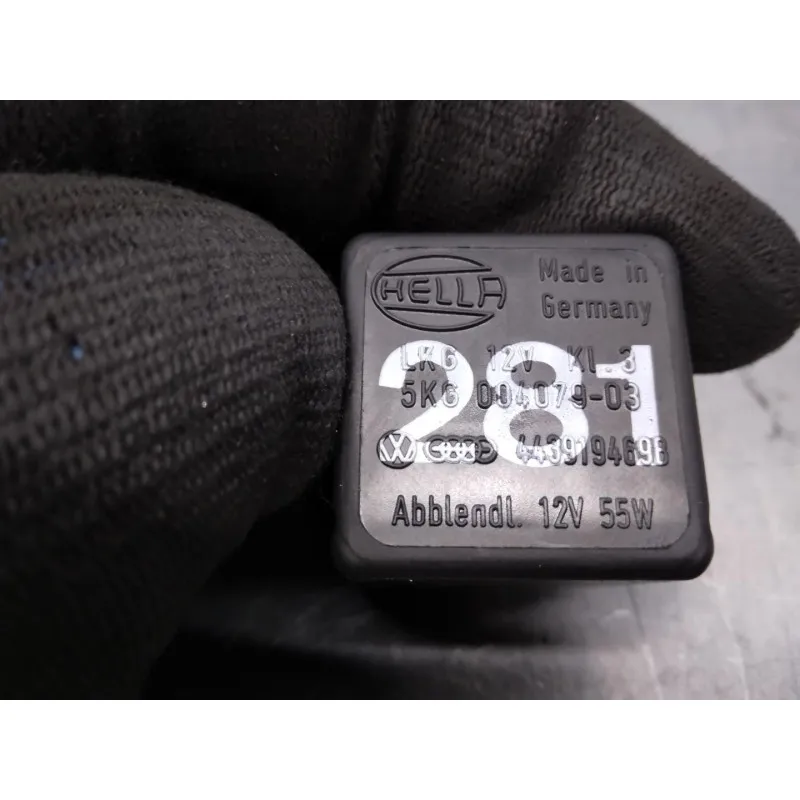 HELLA
Made in
Germany
281
LKG 12V Kl.3
5KG 004079-03
443919469B
Abblendl. 12V 55W